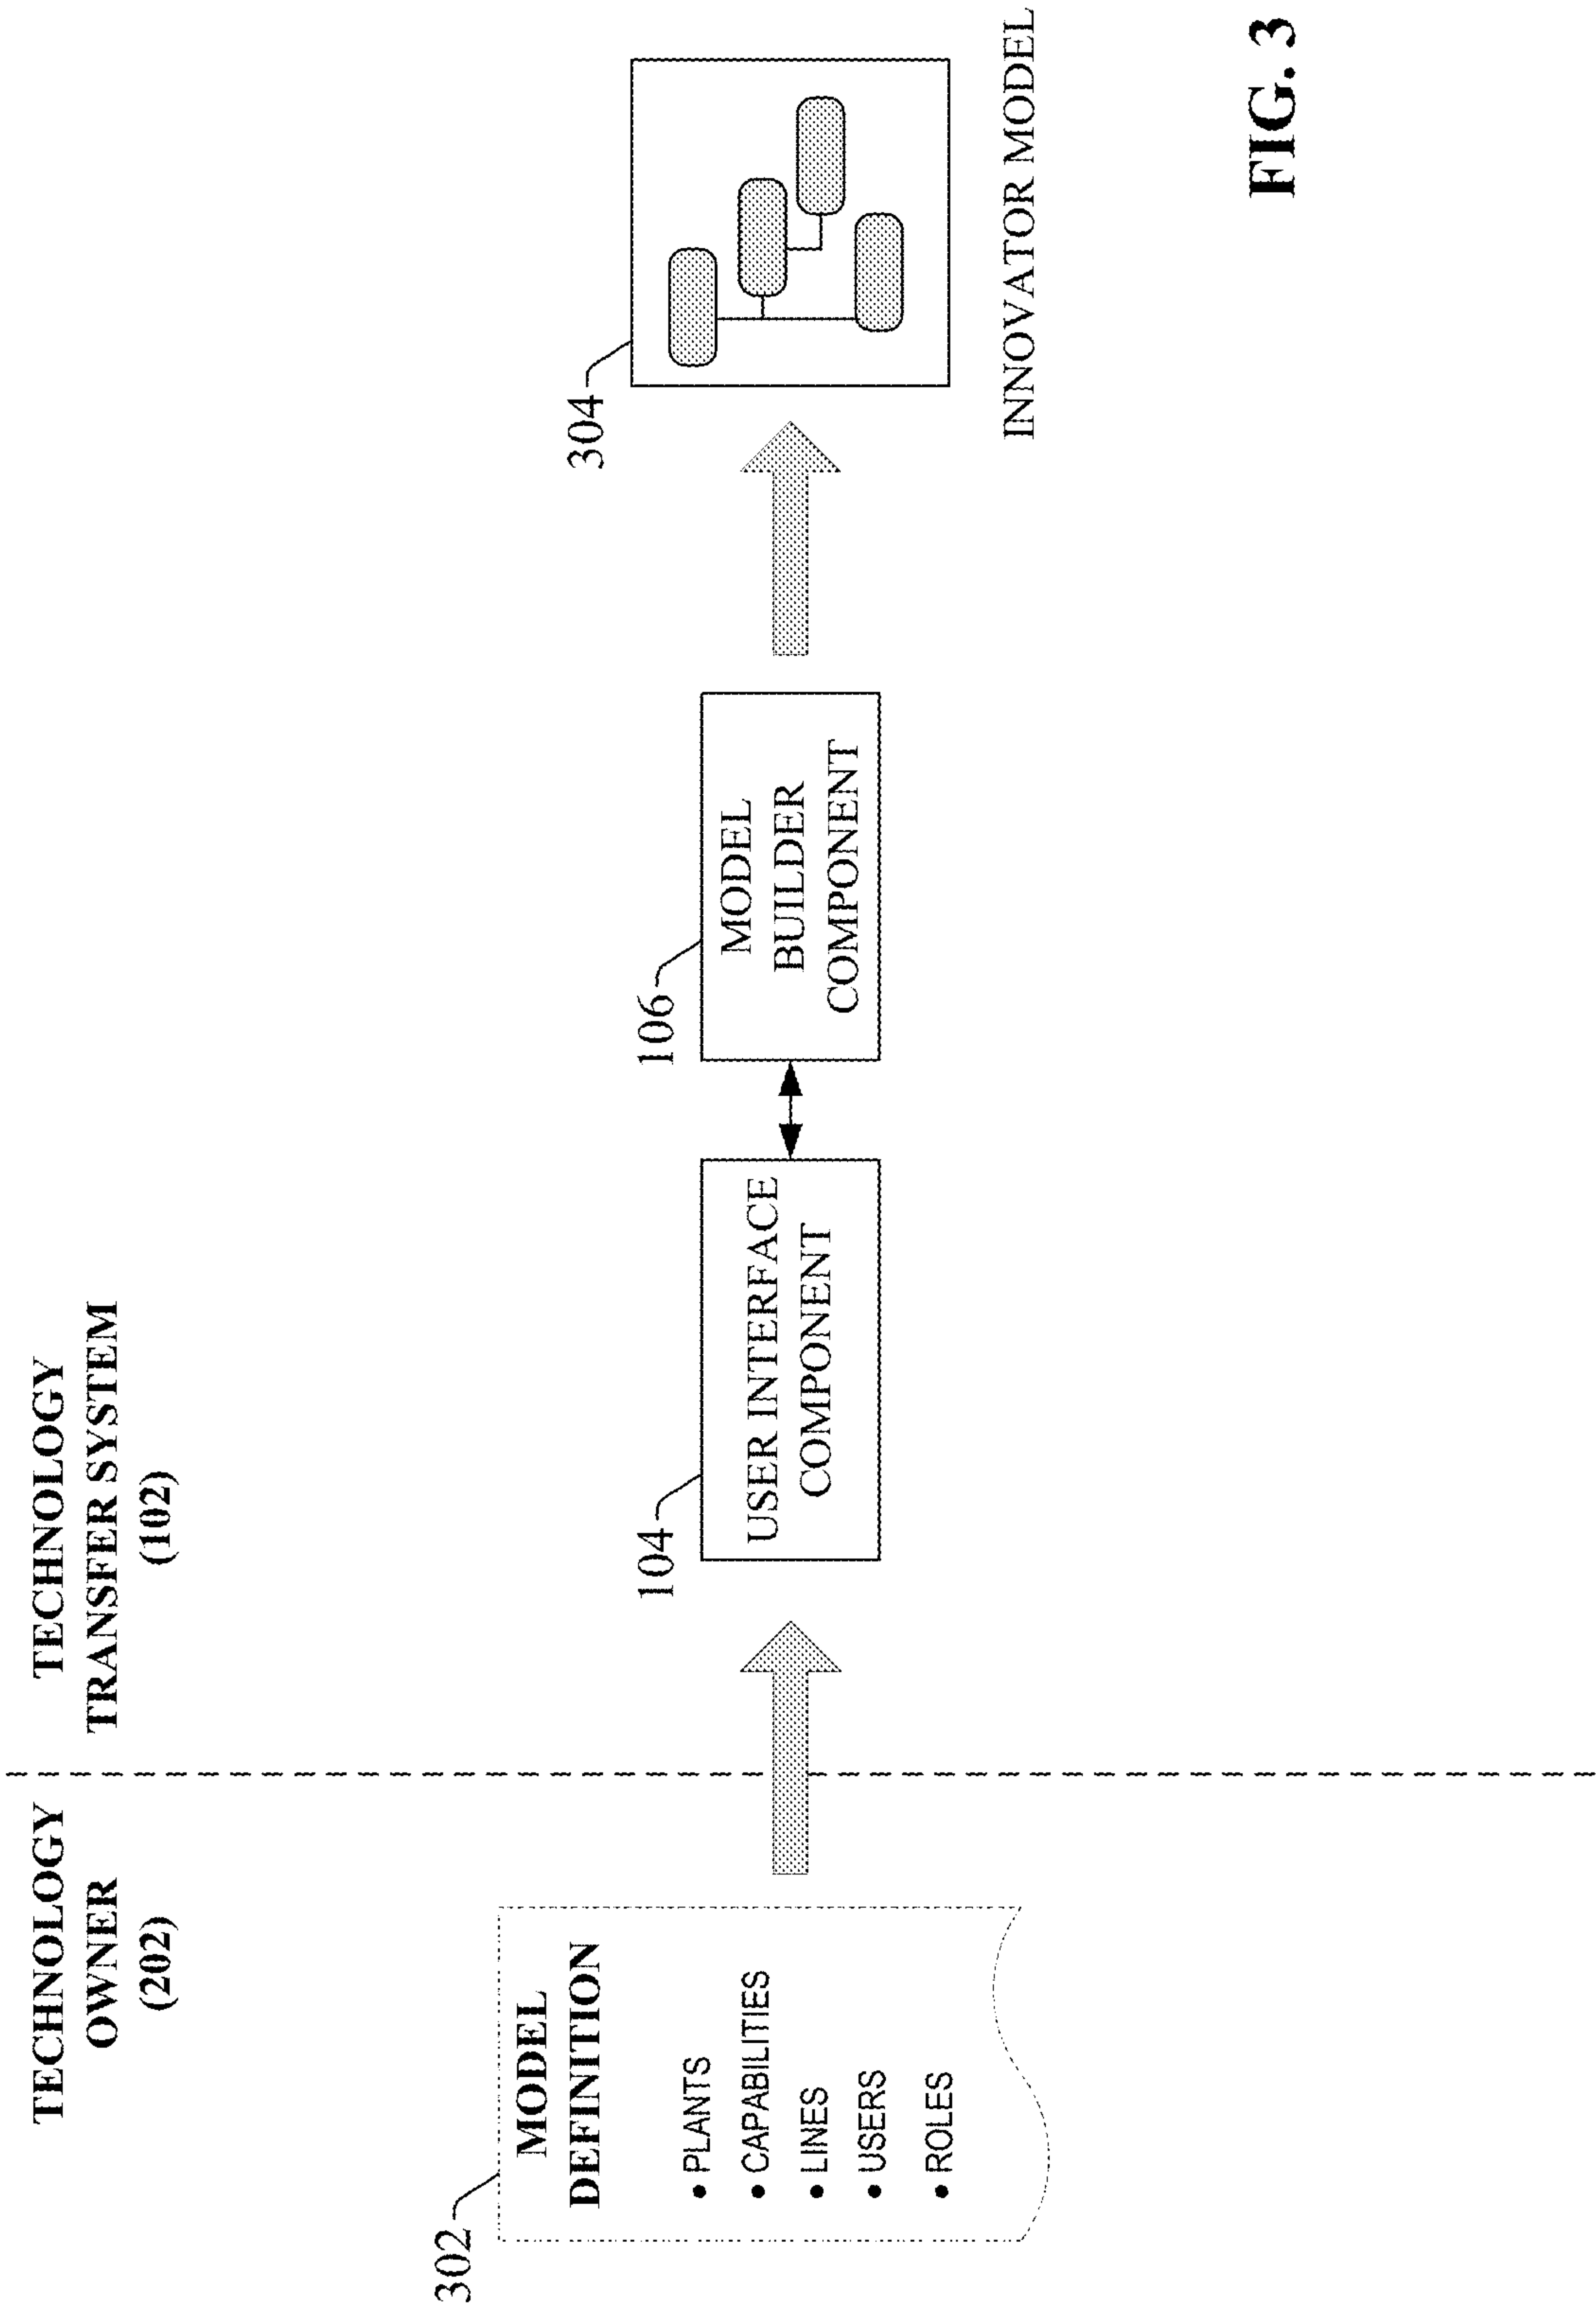 TECHNOLOGY
OWNER
(202)
TECHNOLOGY
TRANSFER SYSTEM
(102)
302
MODEL
DEFINITION
• PLANTS
• CAPABILITIES
• LINES
• USERS
• ROLES
104
USER INTERFACE
COMPONENT
106
MODEL
BUILDER
COMPONENT
304
INNOVATOR MODEL
FIG. 3